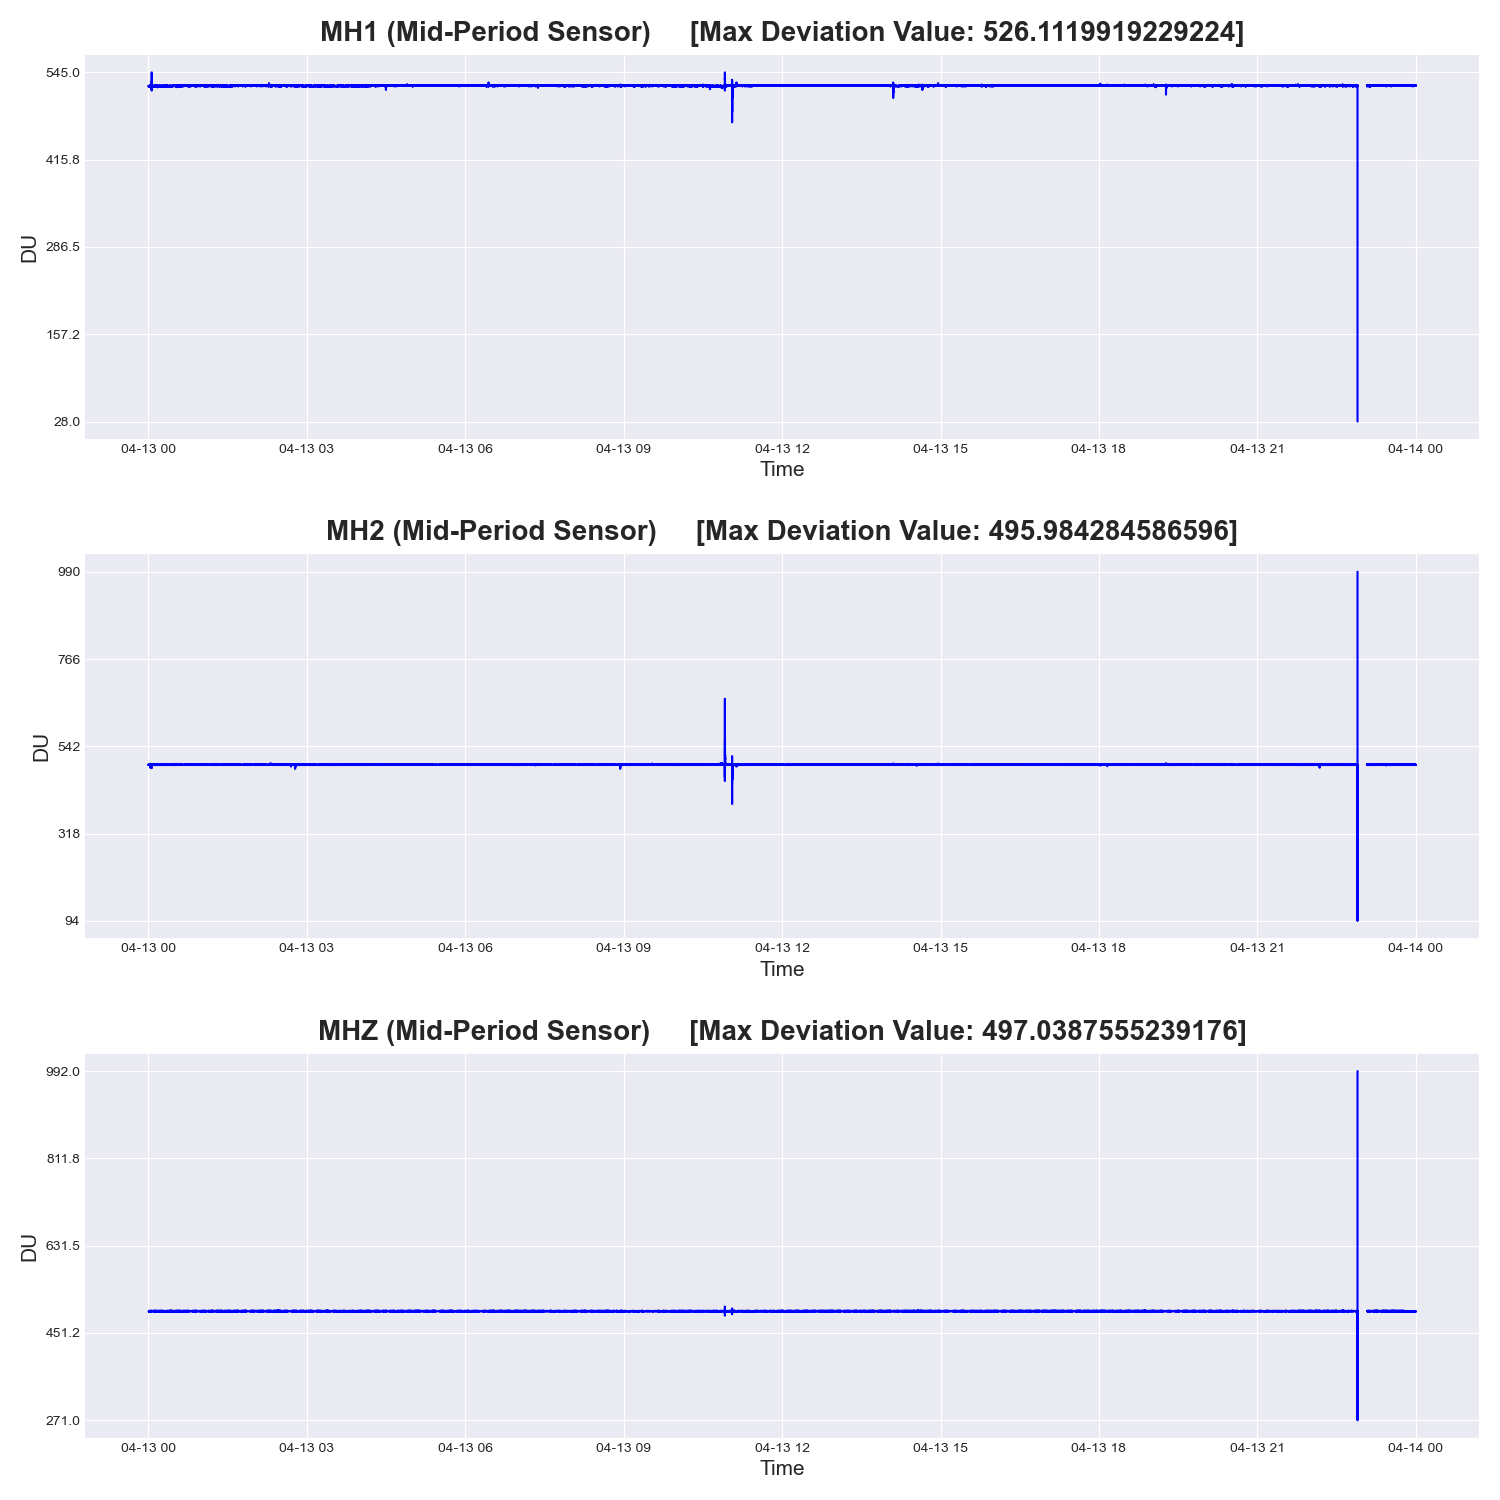 MH1 (Mid-Period Sensor) [Max Deviation Value: 526.1119919229224]
545.0
415.8
286.5
157.2
28.0
DU
04-13 00 04-13 03 04-13 06 04-13 09 04-13 12 04-13 15 04-13 18 04-13 21 04-14 00
Time
MH2 (Mid-Period Sensor) [Max Deviation Value: 495.984284586596]
990
766
542
318
94
DU
04-13 00 04-13 03 04-13 06 04-13 09 04-13 12 04-13 15 04-13 18 04-13 21 04-14 00
Time
MHZ (Mid-Period Sensor) [Max Deviation Value: 497.0387555239176]
992.0
811.8
631.5
451.2
271.0
DU
04-13 00 04-13 03 04-13 06 04-13 09 04-13 12 04-13 15 04-13 18 04-13 21 04-14 00
Time